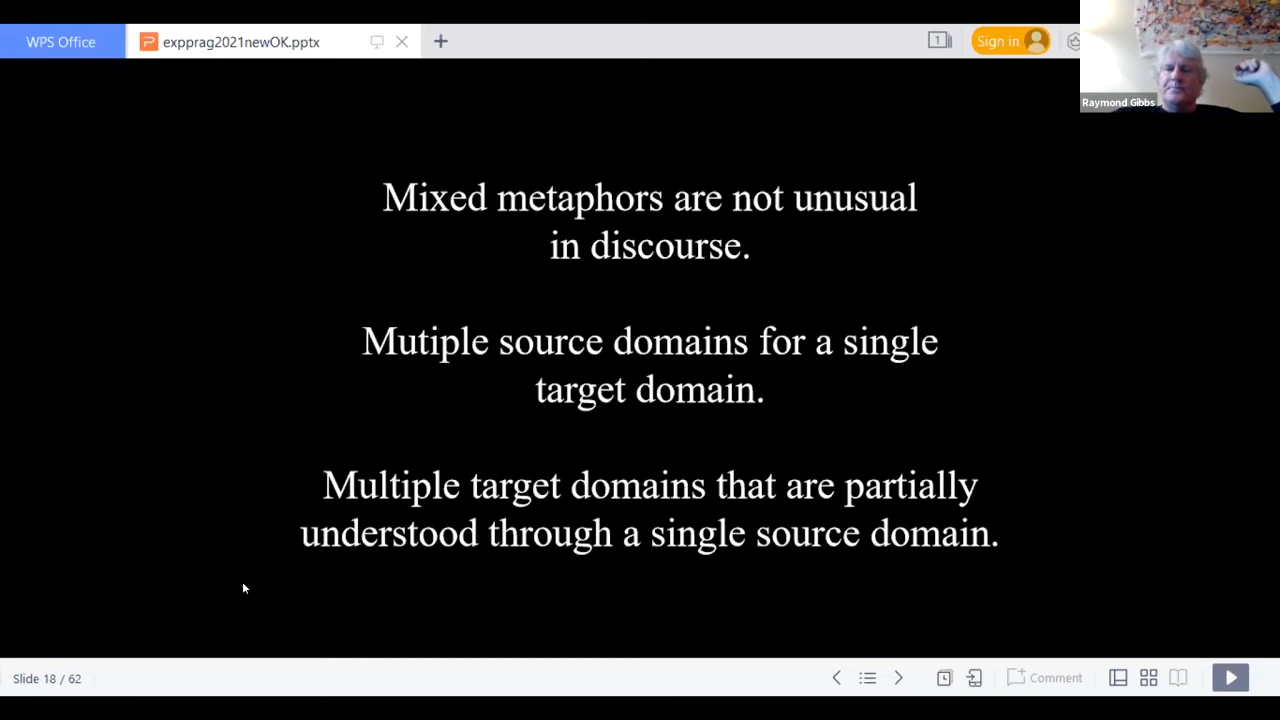 WPS Office
expprag2021newOK.pptx
1
Sign in
Raymond Gibbs
Mixed metaphors are not unusual
in discourse.
Mutiple source domains for a single
target domain.
Multiple target domains that are partially
understood through a single source domain.
Slide 18 / 62
Comment